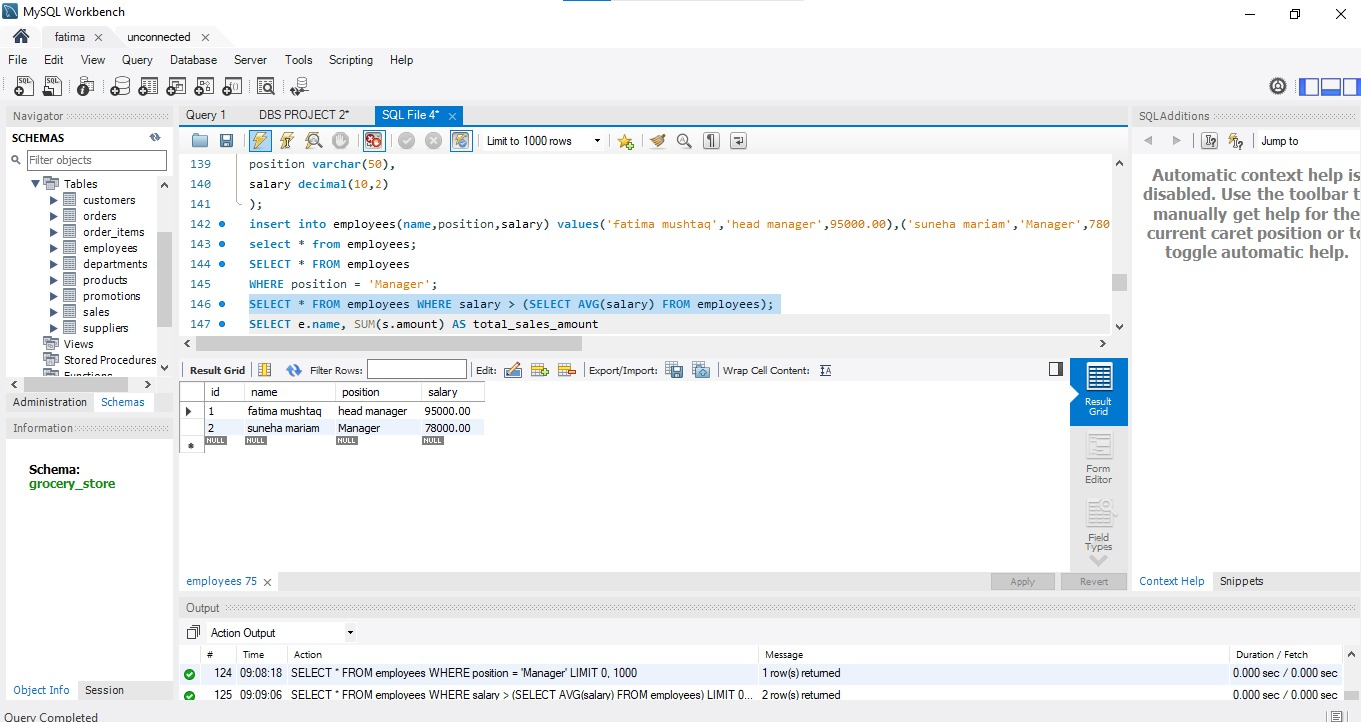 MySQL Workbench
fatima
unconnected
File Edit View Query Database Server Tools Scripting Help
Navigator
SCHEMAS
Filter objects
Tables
customers
orders
order_items
employees
departments
products
promotions
sales
suppliers
Views
Stored Procedures
Functions
Administration Schemas
Information
Schema:
grocery_store
Object Info Session
Query 1 DBS PROJECT 2* SQL File 4*
Limit to 1000 rows
139 position varchar(50),
140 salary decimal(10,2)
141 );
142 insert into employees(name,position,salary) values('fatima mushtaq','head manager',95000.00),('suneha mariam','Manager',780
143 select * from employees;
144 SELECT * FROM employees
145 WHERE position = 'Manager';
146 SELECT * FROM employees WHERE salary > (SELECT AVG(salary) FROM employees);
147 SELECT e.name, SUM(s.amount) AS total_sales_amount
Result Grid Filter Rows: Edit: Export/Import: Wrap Cell Content:
id name position salary
1 fatima mushtaq head manager 95000.00
2 suneha mariam Manager 78000.00
NULL NULL NULL NULL
Result
Grid
Form
Editor
Field
Types
employees 75
Apply Revert
SQLAdditions
Jump to
Automatic context help is
disabled. Use the toolbar t
manually get help for the
current caret position or to
toggle automatic help.
Context Help Snippets
Output
Action Output
# Time Action Message Duration / Fetch
124 09:08:18 SELECT * FROM employees WHERE position = 'Manager' LIMIT 0, 1000 1 row(s) returned 0.000 sec / 0.000 sec
125 09:09:06 SELECT * FROM employees WHERE salary > (SELECT AVG(salary) FROM employees) LIMIT 0... 2 row(s) returned 0.000 sec / 0.000 sec
Query Completed